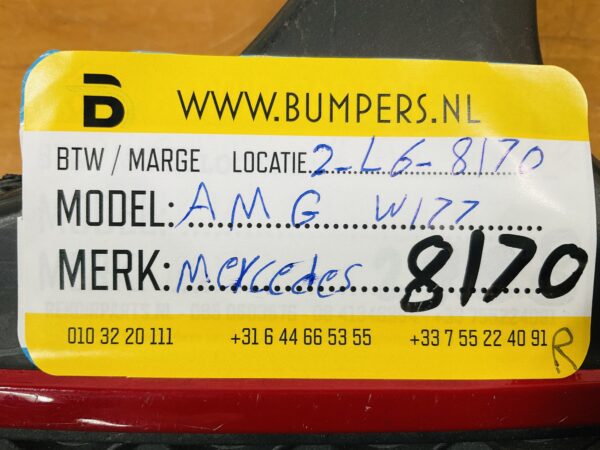 B WWW.BUMPERS.NL
BTW / MARGE LOCATIE 2-L6-8170
MODEL: AMG W177
MERK: Mercedes 8170
010 32 20 111 +31 6 44 66 53 55 +33 7 55 22 40 91 R